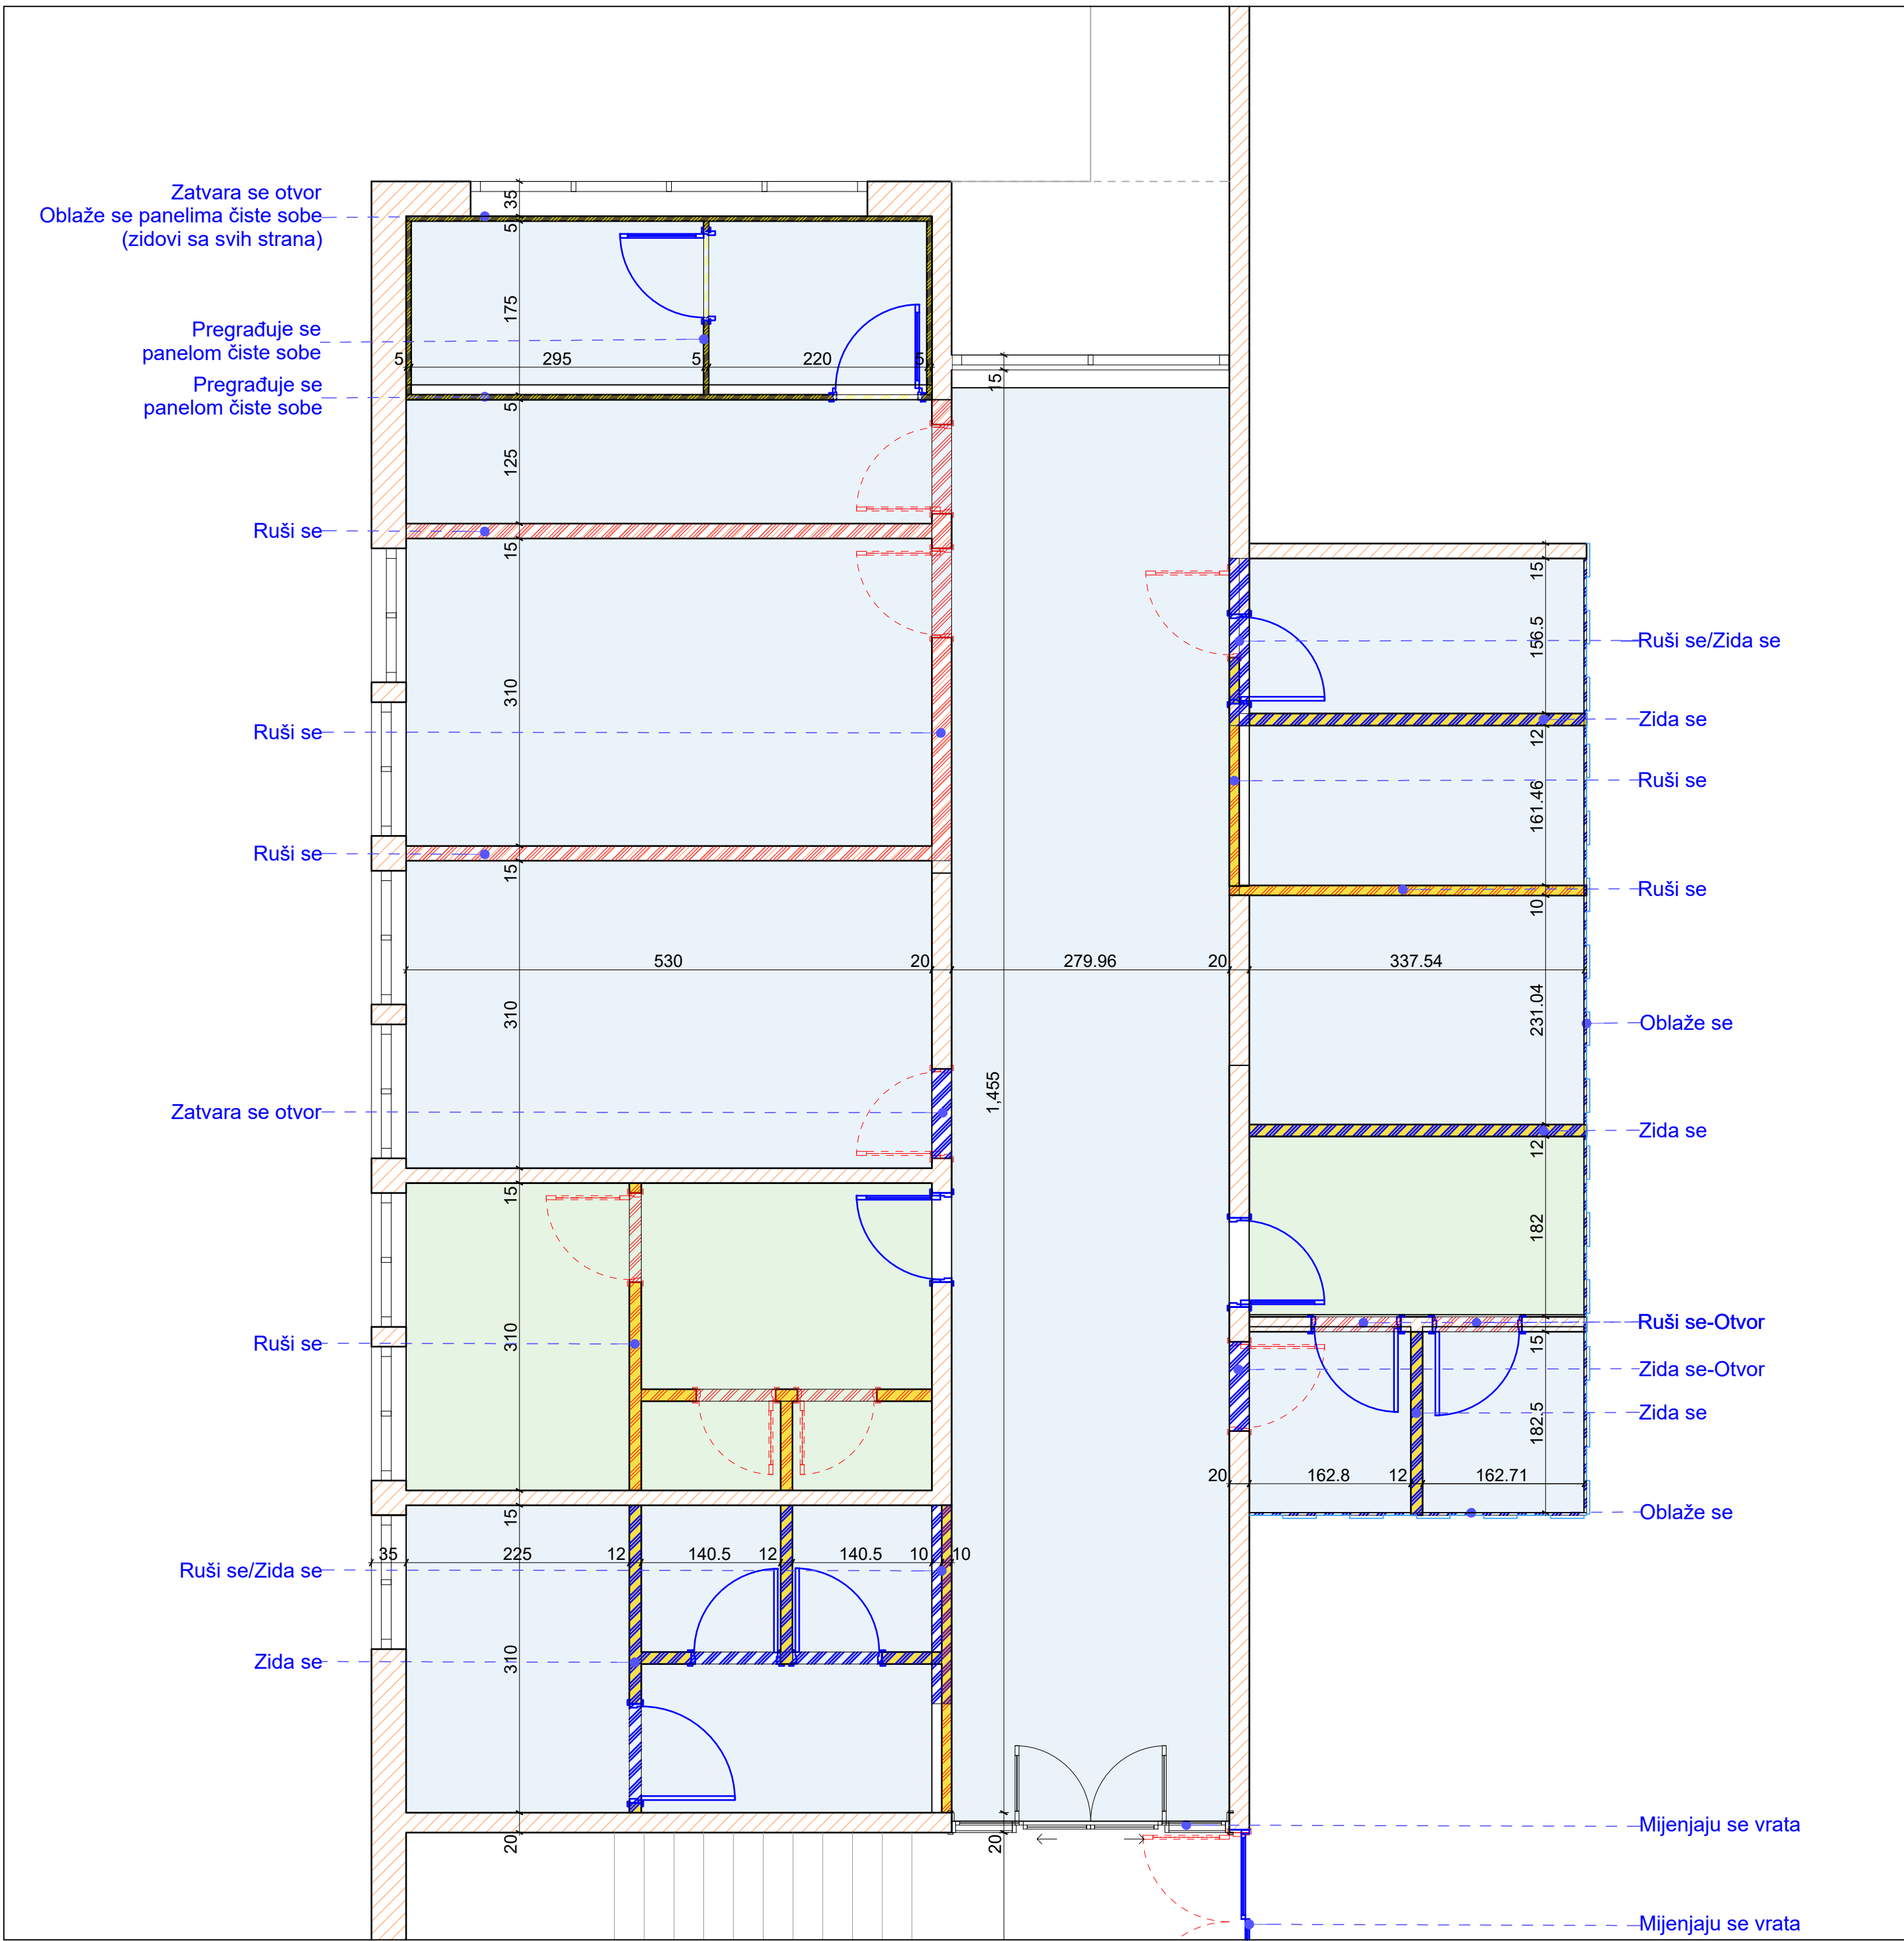 Zatvara se otvor
Oblaže se panelima čiste sobe
(zidovi sa svih strana)
35
5
175
Pregrađuje se
panelom čiste sobe
5
295
5
220
5
15
Pregrađuje se
panelom čiste sobe
5
125
Ruši se
15
15
156.5
Ruši se/Zida se
310
Zida se
Ruši se
12
Ruši se
161.46
Ruši se
15
Ruši se
10
530
20
279.96
20
337.54
310
231.04
Oblaže se
1,455
Zatvara se otvor
Zida se
12
15
182
Ruši se
310
Ruši se-Otvor
15
Zida se-Otvor
Zida se
182.5
20
162.8
12
162.71
Oblaže se
15
35
225
12
140.5
12
140.5
10
10
Ruši se/Zida se
Zida se
310
Mijenjaju se vrata
20
20
Mijenjaju se vrata